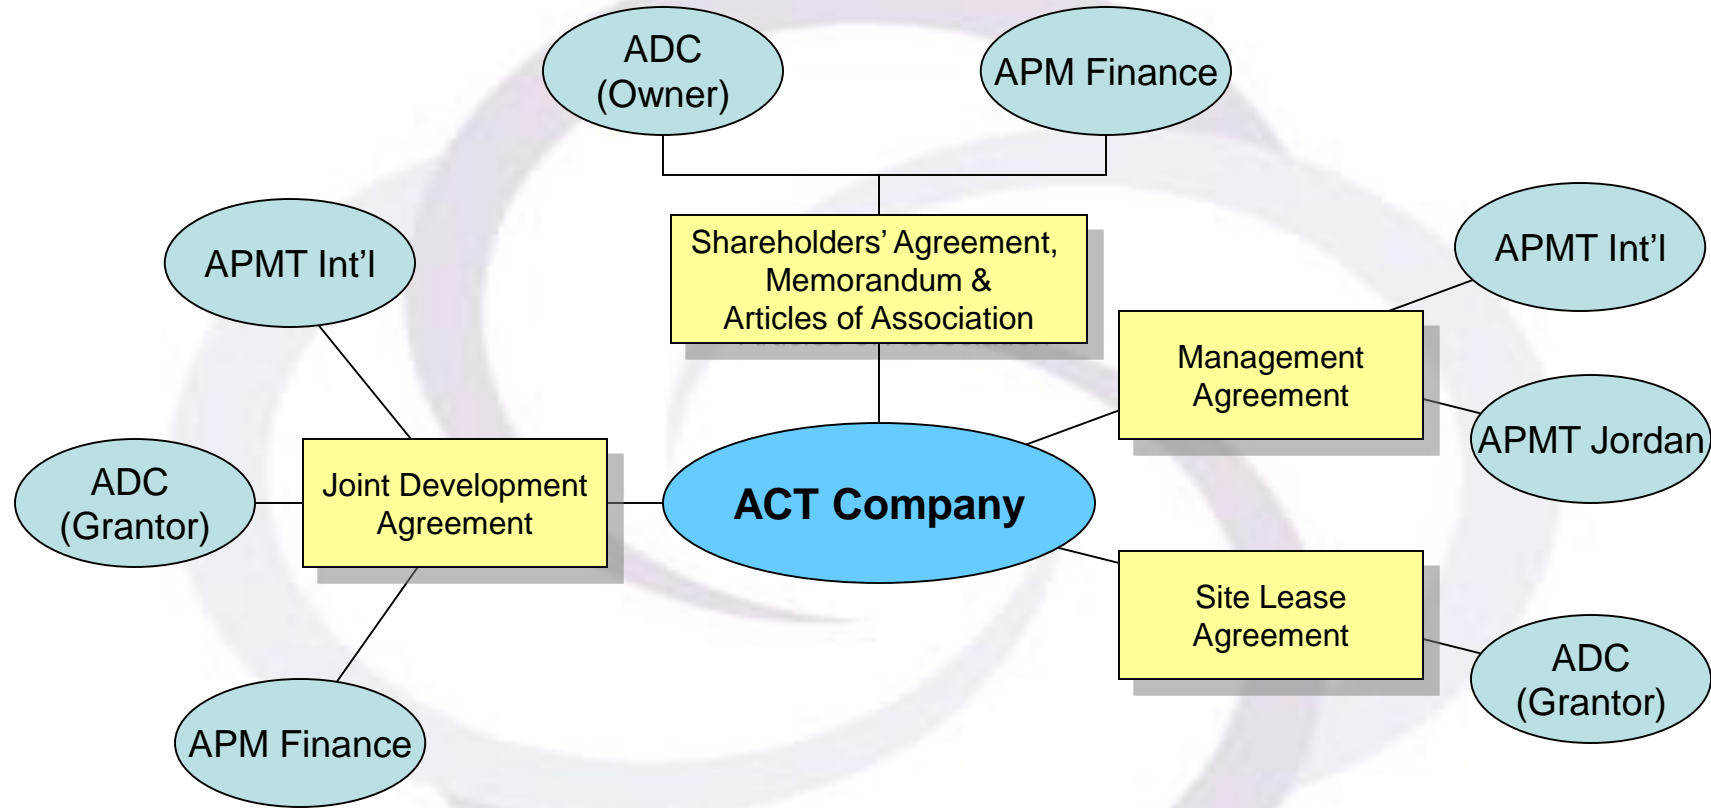 ADC
(Owner)
APM Finance
Shareholders’ Agreement,
Memorandum &
Articles of Association
APMT Int’l
APMT Int’l
Management
Agreement
APMT Jordan
ADC
(Grantor)
Joint Development
Agreement
ACT Company
Site Lease
Agreement
ADC
(Grantor)
APM Finance